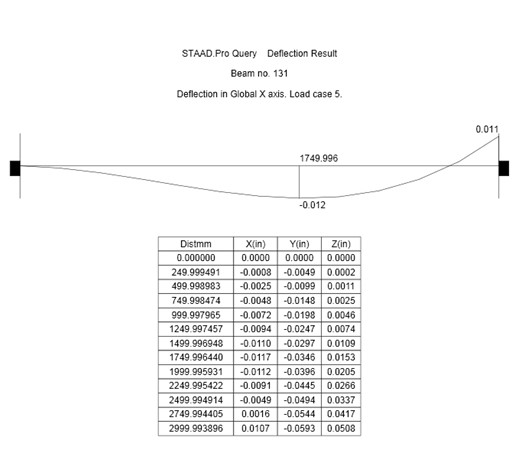 STAAD.Pro Query Deflection Result
Beam no. 131
Deflection in Global X axis. Load case 5.
0.011
1749.996
-0.012
Distmm X(in) Y(in) Z(in)
0.000000 0.0000 0.0000 0.0000
249.999491 -0.0008 -0.0049 0.0002
499.998983 -0.0025 -0.0099 0.0011
749.998474 -0.0048 -0.0148 0.0025
999.997965 -0.0072 -0.0198 0.0046
1249.997457 -0.0094 -0.0247 0.0074
1499.996948 -0.0110 -0.0297 0.0109
1749.996440 -0.0117 -0.0346 0.0153
1999.995931 -0.0112 -0.0396 0.0205
2249.995422 -0.0091 -0.0445 0.0266
2499.994914 -0.0049 -0.0494 0.0337
2749.994405 0.0016 -0.0544 0.0417
2999.993896 0.0107 -0.0593 0.0508